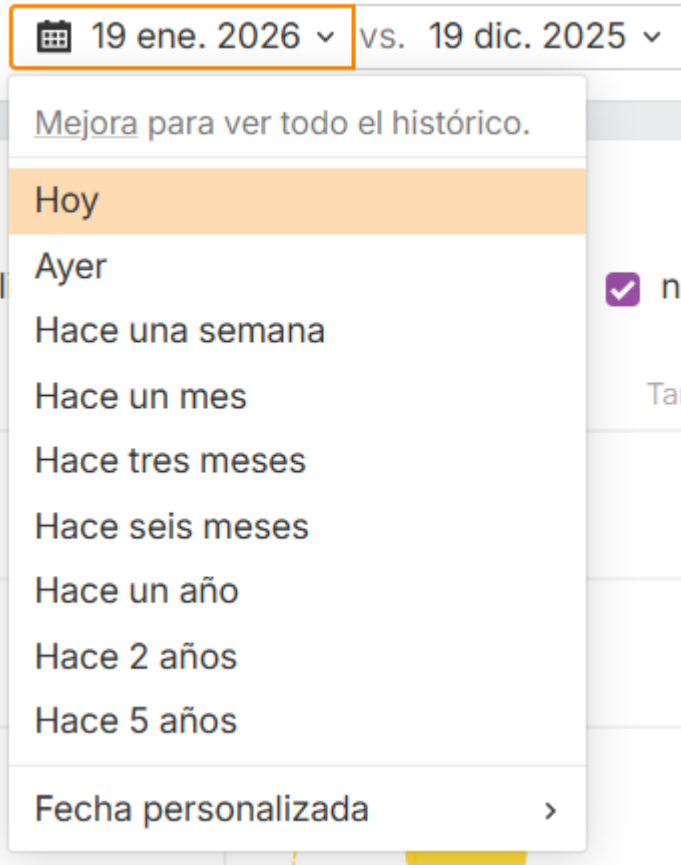 19 ene. 2026 vs. 19 dic. 2025
Mejora para ver todo el histórico.
Hoy
Ayer
Hace una semana
Hace un mes
Hace tres meses
Hace seis meses
Hace un año
Hace 2 años
Hace 5 años
Fecha personalizada